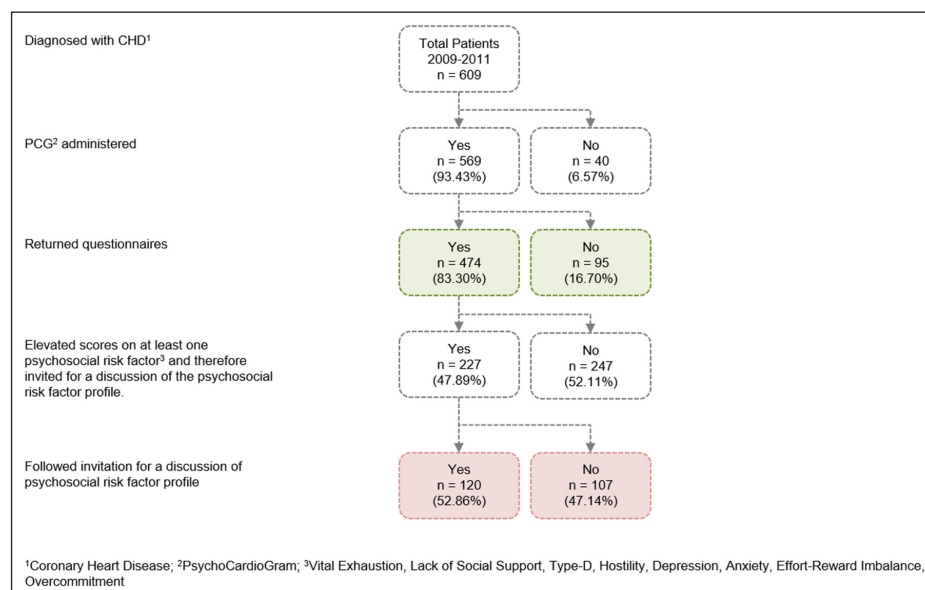 Diagnosed with CHD¹
Total Patients
2009-2011
n = 609
PCG² administered
Yes
n = 569
(93.43%)
No
n = 40
(6.57%)
Returned questionnaires
Yes
n = 474
(83.30%)
No
n = 95
(16.70%)
Elevated scores on at least one
psychosocial risk factor³ and therefore
invited for a discussion of the psychosocial
risk factor profile.
Yes
n = 227
(47.89%)
No
n = 247
(52.11%)
Followed invitation for a discussion of
psychosocial risk factor profile
Yes
n = 120
(52.86%)
No
n = 107
(47.14%)
¹Coronary Heart Disease; ²PsychoCardioGram; ³Vital Exhaustion, Lack of Social Support, Type-D, Hostility, Depression, Anxiety, Effort-Reward Imbalance,
Overcommitment